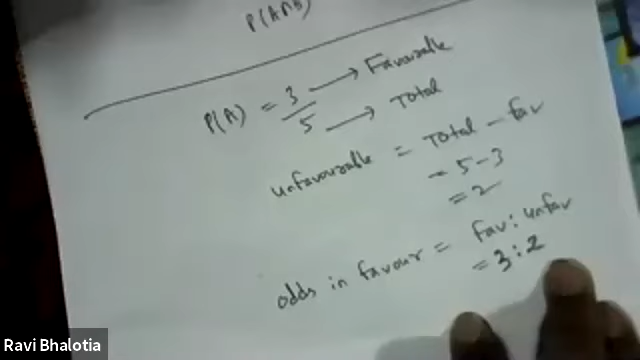 P(A∩B)
P(A) = 3/5
→ Favourable
→ Total
unfavourable = Total - fav
= 5-3
= 2
odds in favour = fav: unfav
= 3:2
Ravi Bhalotia